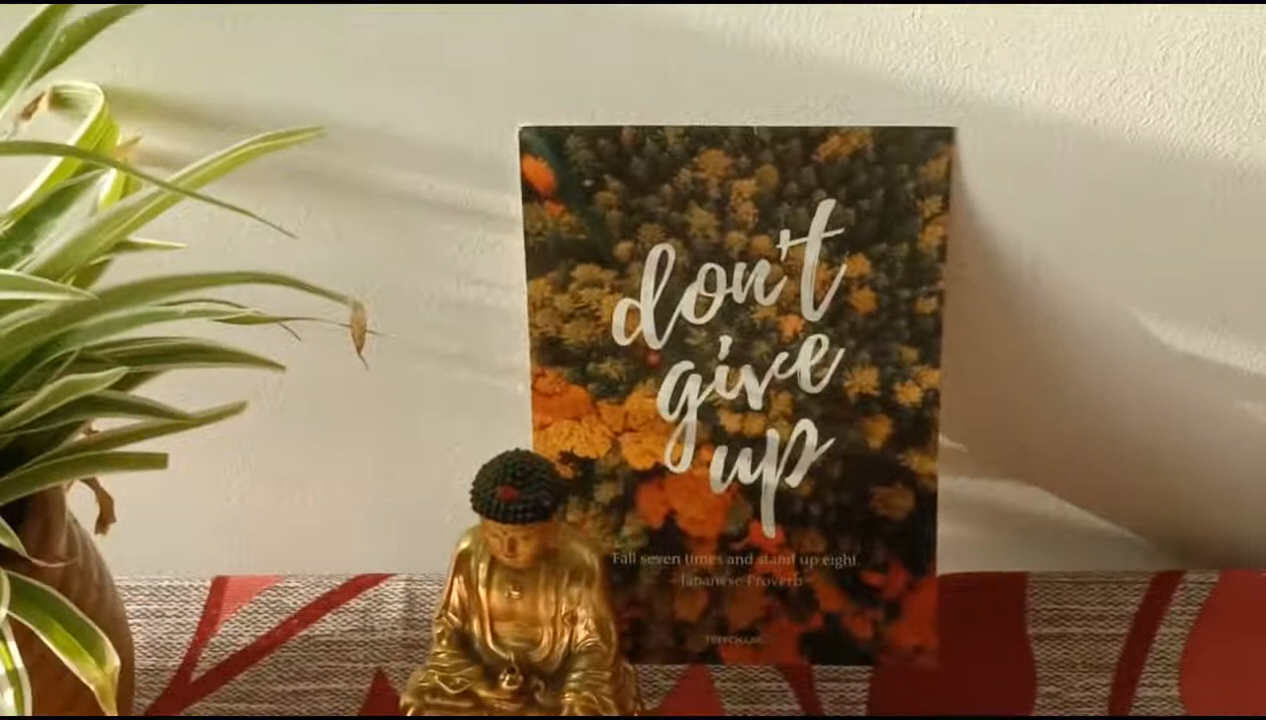 don't
give
up
Fall seven times and stand up eight
- Japanese Proverb -